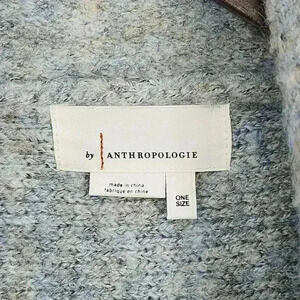 by ANTHROPOLOGIE
made in china
fabriqué en chine
ONE
SIZE